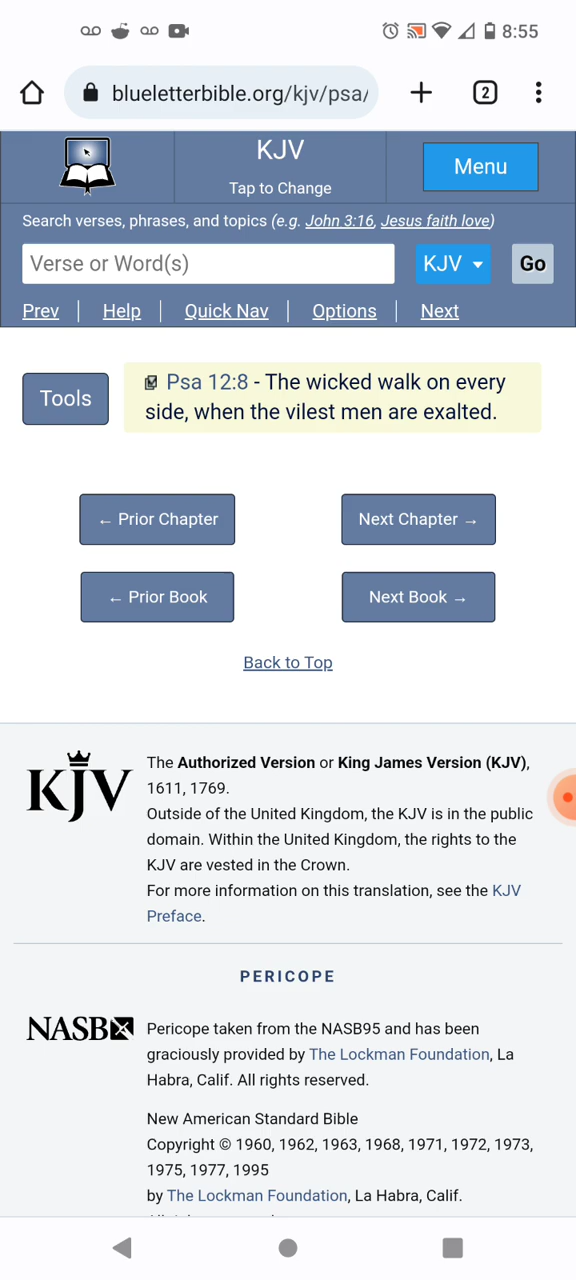 8:55
blueletterbible.org/kjv/psa/
2
KJV
Tap to Change
Menu
Search verses, phrases, and topics (e.g. John 3:16, Jesus faith love)
Verse or Word(s)
KJV
Go
Prev | Help | Quick Nav | Options | Next
Tools
Psa 12:8 - The wicked walk on every
side, when the vilest men are exalted.
← Prior Chapter
Next Chapter →
← Prior Book
Next Book →
Back to Top
KJV
The Authorized Version or King James Version (KJV),
1611, 1769.
Outside of the United Kingdom, the KJV is in the public
domain. Within the United Kingdom, the rights to the
KJV are vested in the Crown.
For more information on this translation, see the KJV
Preface.
PERICOPE
NASB
Pericope taken from the NASB95 and has been
graciously provided by The Lockman Foundation, La
Habra, Calif. All rights reserved.
New American Standard Bible
Copyright © 1960, 1962, 1963, 1968, 1971, 1972, 1973,
1975, 1977, 1995
by The Lockman Foundation, La Habra, Calif.